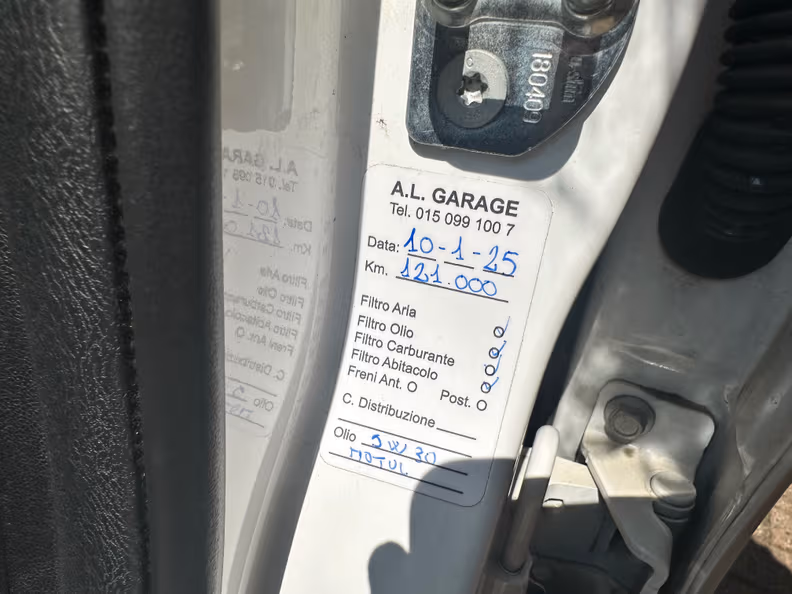 180409
A.L. GARAGE
Tel. 015 099 100 7
Data: 10-1-25
Km. 121.000
Filtro Aria
Filtro Olio
Filtro Carburante
Filtro Abitacolo
Freni Ant. O Post. O
C. Distribuzione
Olio 5W30
MOTUL